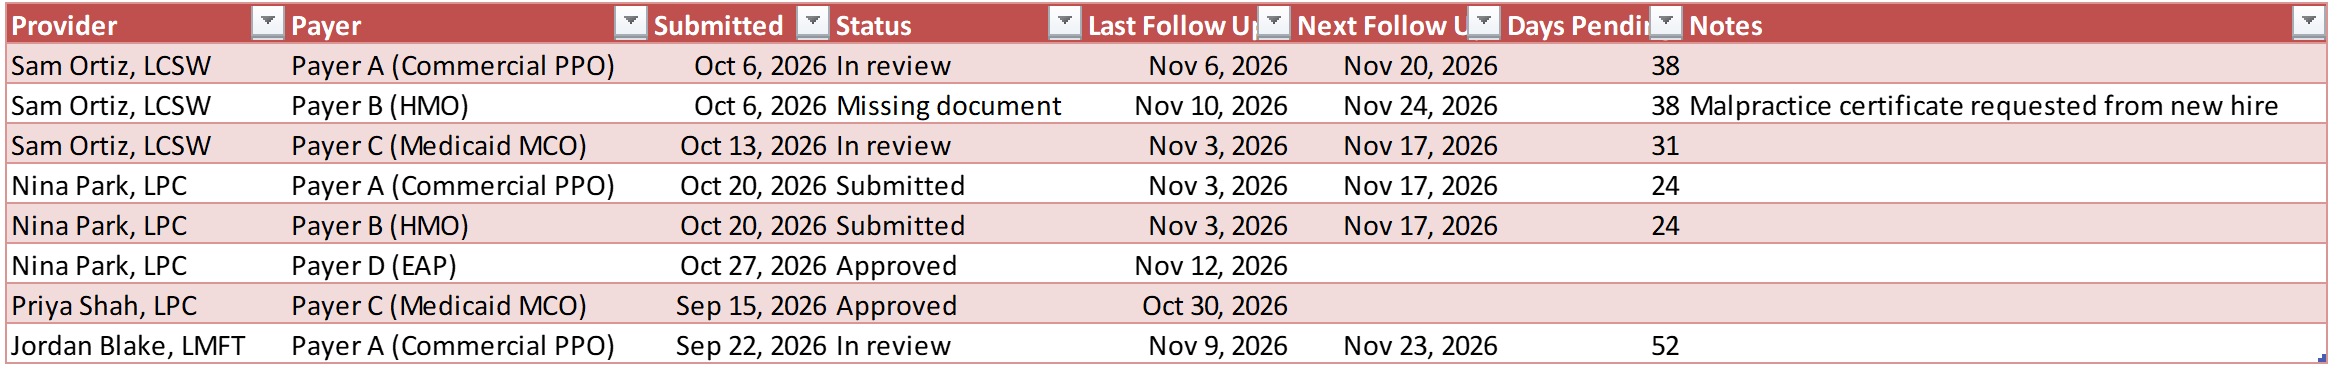 Provider Payer Submitted Status Last Follow Up Next Follow U Days Pendin Notes
Sam Ortiz, LCSW Payer A (Commercial PPO) Oct 6, 2026 In review Nov 6, 2026 Nov 20, 2026 38
Sam Ortiz, LCSW Payer B (HMO) Oct 6, 2026 Missing document Nov 10, 2026 Nov 24, 2026 38 Malpractice certificate requested from new hire
Sam Ortiz, LCSW Payer C (Medicaid MCO) Oct 13, 2026 In review Nov 3, 2026 Nov 17, 2026 31
Nina Park, LPC Payer A (Commercial PPO) Oct 20, 2026 Submitted Nov 3, 2026 Nov 17, 2026 24
Nina Park, LPC Payer B (HMO) Oct 20, 2026 Submitted Nov 3, 2026 Nov 17, 2026 24
Nina Park, LPC Payer D (EAP) Oct 27, 2026 Approved Nov 12, 2026
Priya Shah, LPC Payer C (Medicaid MCO) Sep 15, 2026 Approved Oct 30, 2026
Jordan Blake, LMFT Payer A (Commercial PPO) Sep 22, 2026 In review Nov 9, 2026 Nov 23, 2026 52